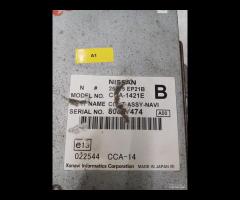 A1
NISSAN
N # EP21B
MODEL NO. CCA-1421E B
NAME ASSY-NAVI
SERIAL NO. 474 A00
e13
022544 CCA-14
Xanavi Informatics Corporation MADE IN JAPAN